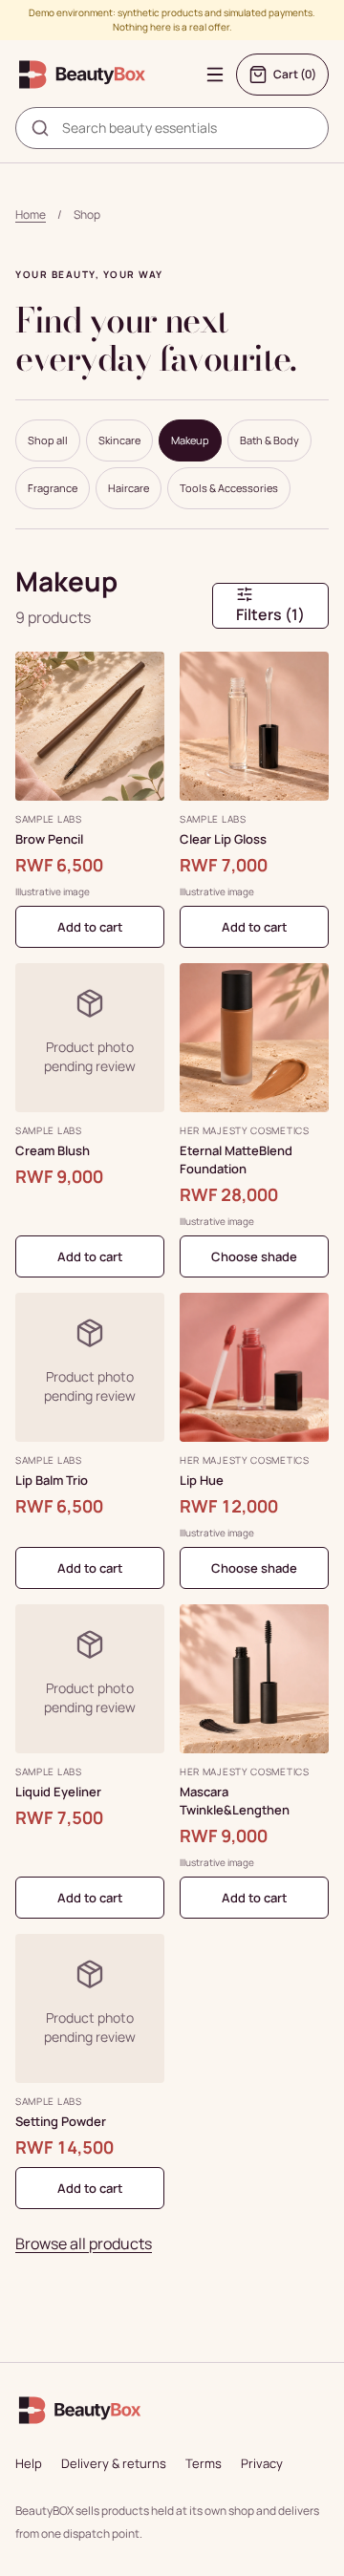 Demo environment: synthetic products and simulated payments.
Nothing here is a real offer.
BeautyBox
Cart (0)
Search beauty essentials
Home / Shop
YOUR BEAUTY, YOUR WAY
Find your next
everyday favourite.
Shop all
Skincare
Makeup
Bath & Body
Fragrance
Haircare
Tools & Accessories
Makeup
9 products
Filters (1)
SAMPLE LABS
Brow Pencil
RWF 6,500
Illustrative image
Add to cart
SAMPLE LABS
Clear Lip Gloss
RWF 7,000
Illustrative image
Add to cart
Product photo
pending review
SAMPLE LABS
Cream Blush
RWF 9,000
Add to cart
HER MAJESTY COSMETICS
Eternal MatteBlend
Foundation
RWF 28,000
Illustrative image
Choose shade
Product photo
pending review
SAMPLE LABS
Lip Balm Trio
RWF 6,500
Add to cart
HER MAJESTY COSMETICS
Lip Hue
RWF 12,000
Illustrative image
Choose shade
Product photo
pending review
SAMPLE LABS
Liquid Eyeliner
RWF 7,500
Add to cart
HER MAJESTY COSMETICS
Mascara
Twinkle&Lengthen
RWF 9,000
Illustrative image
Add to cart
Product photo
pending review
SAMPLE LABS
Setting Powder
RWF 14,500
Add to cart
Browse all products
BeautyBox
Help
Delivery & returns
Terms
Privacy
BeautyBOX sells products held at its own shop and delivers
from one dispatch point.